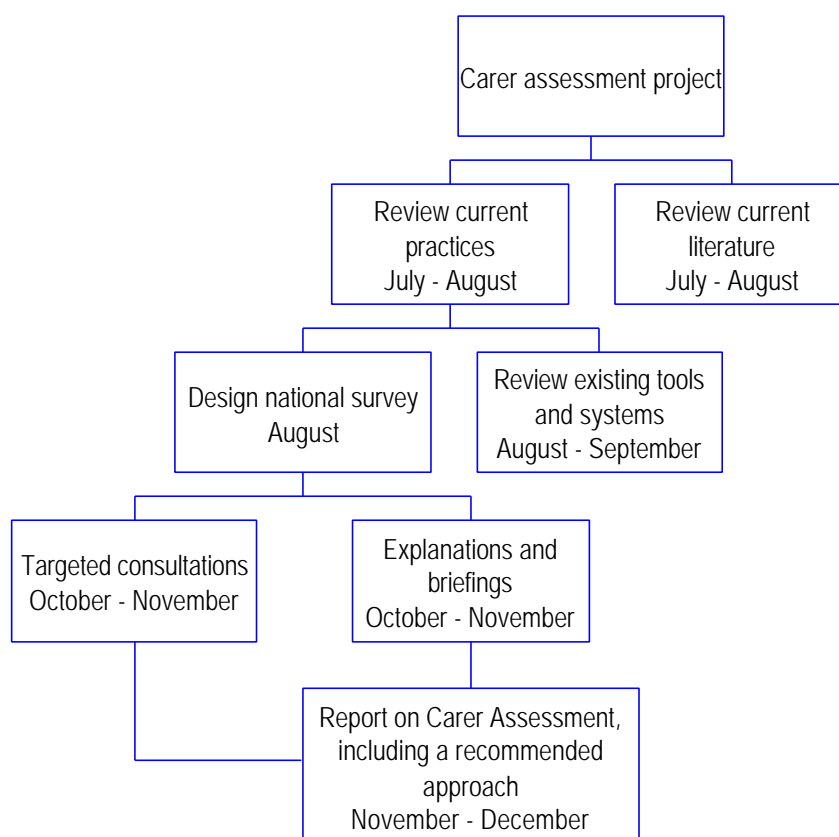 Carer assessment project
Review current
practices
July - August
Review current
literature
July - August
Design national survey
August
Review existing tools
and systems
August - September
Targeted consultations
October - November
Explanations and
briefings
October - November
Report on Carer Assessment,
including a recommended
approach
November - December